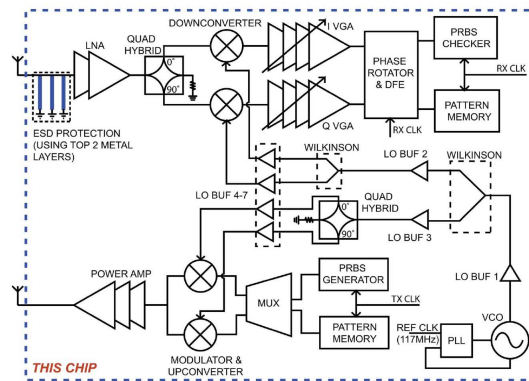 DOWNCONVERTER
LNA
QUAD
HYBRID
0°
90°
I VGA
Q VGA
PHASE
ROTATOR
& DFE
RX CLK
PRBS
CHECKER
RX CLK
PATTERN
MEMORY
ESD PROTECTION
(USING TOP 2 METAL
LAYERS)
WILKINSON
LO BUF 2
WILKINSON
LO BUF 4-7
QUAD
HYBRID
0°
90°
LO BUF 3
LO BUF 1
POWER AMP
MUX
PRBS
GENERATOR
TX CLK
PATTERN
MEMORY
MODULATOR &
UPCONVERTER
REF CLK
(117MHz)
PLL
VCO
THIS CHIP